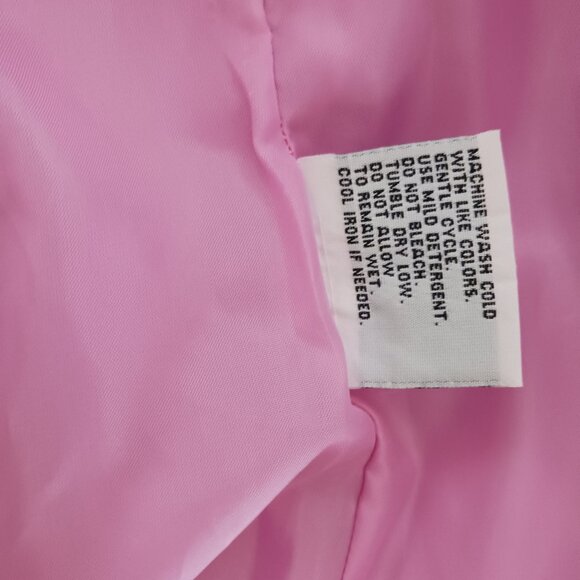 MACHINE WASH COLD
WITH LIKE COLORS.
GENTLE CYCLE.
USE MILD DETERGENT.
DO NOT BLEACH.
TUMBLE DRY LOW.
DO NOT ALLOW
TO REMAIN WET.
COOL IRON IF NEEDED.